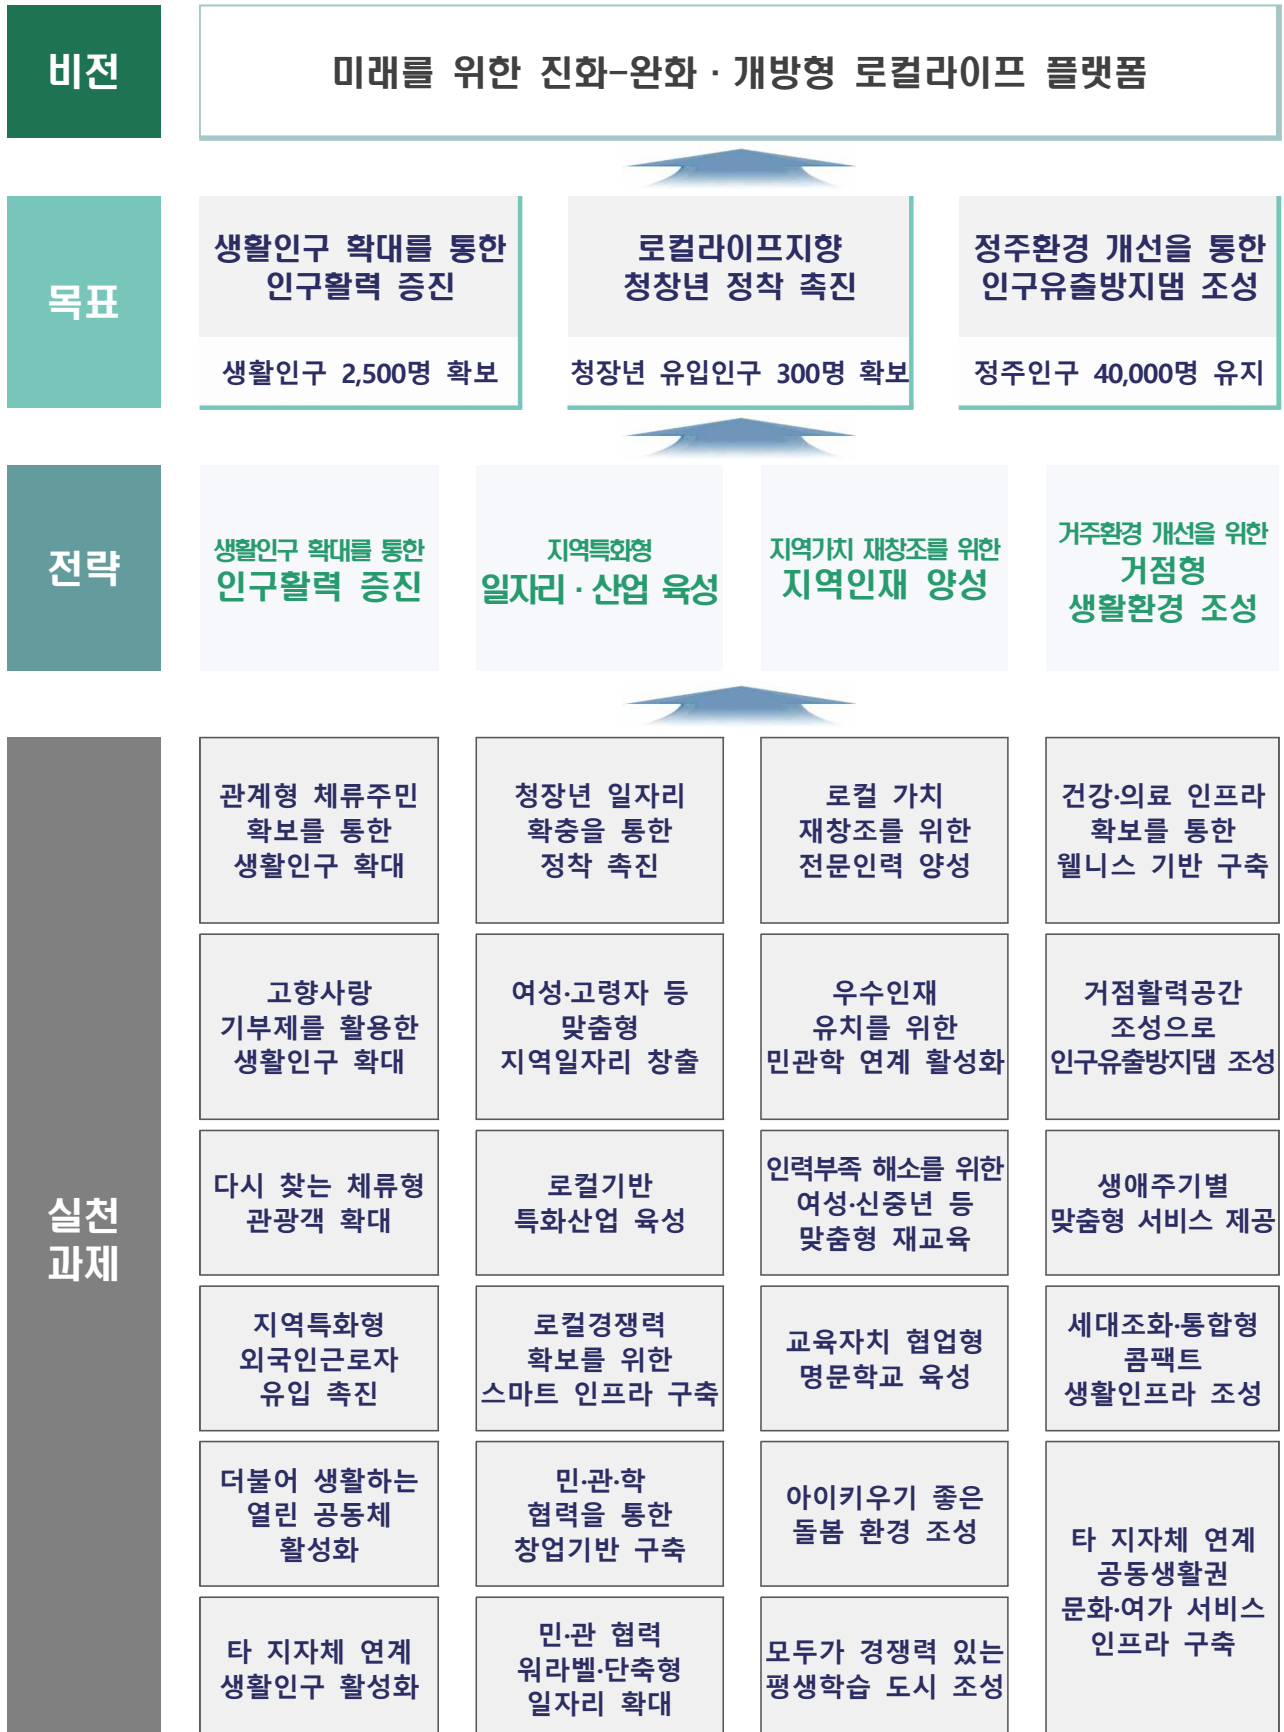 비전
미래를 위한 진화-완화 · 개방형 로컬라이프 플랫폼
목표
생활인구 확대를 통한
인구활력 증진
생활인구 2,500명 확보
로컬라이프지향
청창년 정착 촉진
청장년 유입인구 300명 확보
정주환경 개선을 통한
인구유출방지댐 조성
정주인구 40,000명 유지
전략
생활인구 확대를 통한
인구활력 증진
지역특화형
일자리 · 산업 육성
지역가치 재창조를 위한
지역인재 양성
거주환경 개선을 위한
거점형
생활환경 조성
실천
과제
관계형 체류주민
확보를 통한
생활인구 확대
청장년 일자리
확충을 통한
정착 촉진
로컬 가치
재창조를 위한
전문인력 양성
건강·의료 인프라
확보를 통한
웰니스 기반 구축
고향사랑
기부제를 활용한
생활인구 확대
여성·고령자 등
맞춤형
지역일자리 창출
우수인재
유치를 위한
민관학 연계 활성화
거점활력공간
조성으로
인구유출방지댐 조성
다시 찾는 체류형
관광객 확대
로컬기반
특화산업 육성
인력부족 해소를 위한
여성·신중년 등
맞춤형 재교육
생애주기별
맞춤형 서비스 제공
지역특화형
외국인근로자
유입 촉진
로컬경쟁력
확보를 위한
스마트 인프라 구축
교육자치 협업형
명문학교 육성
세대조화·통합형
콤팩트
생활인프라 조성
더불어 생활하는
열린 공동체
활성화
민·관·학
협력을 통한
창업기반 구축
아이키우기 좋은
돌봄 환경 조성
타 지자체 연계
공동생활권
문화·여가 서비스
인프라 구축
타 지자체 연계
생활인구 활성화
민·관 협력
워라벨·단축형
일자리 확대
모두가 경쟁력 있는
평생학습 도시 조성